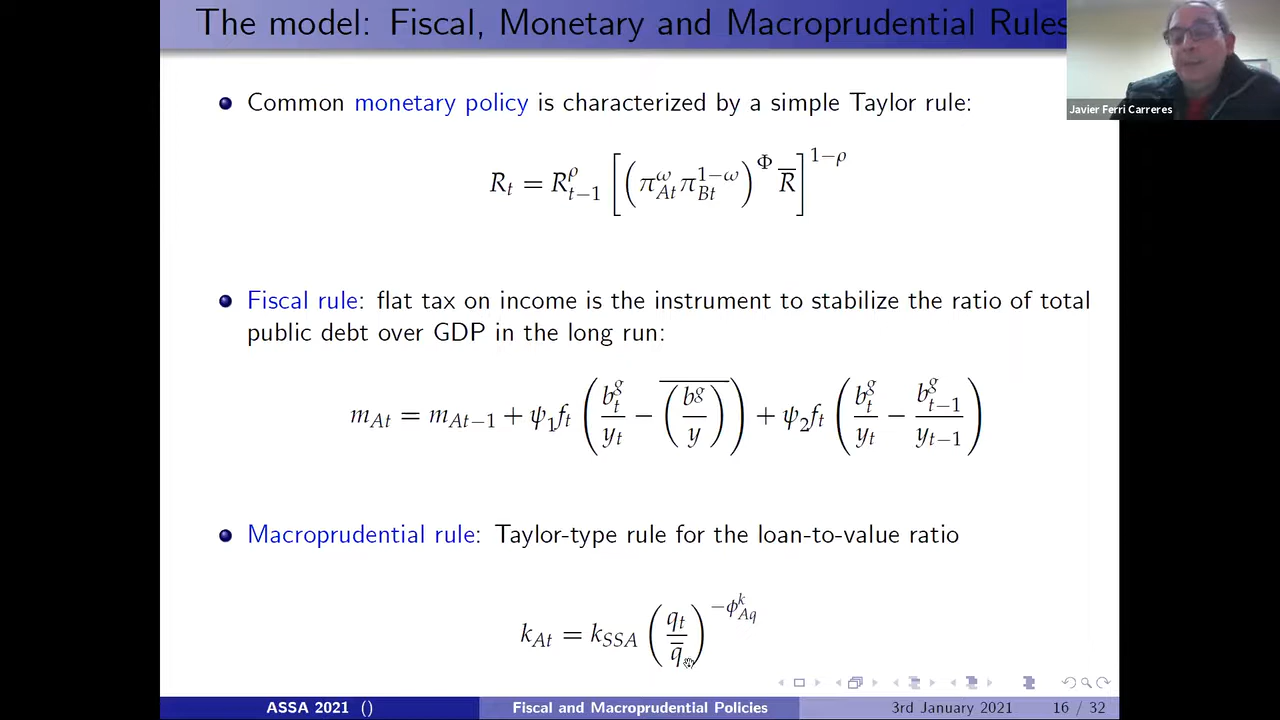 The model: Fiscal, Monetary and Macroprudential Rules
Javier Ferri Carreres
Common monetary policy is characterized by a simple Taylor rule:
R_t = R_{t−1}^ρ [ ( π_{At}^ω π_{Bt}^{1−ω} )^Φ \overline{R} ]^{1−ρ}
Fiscal rule: flat tax on income is the instrument to stabilize the ratio of total
public debt over GDP in the long run:
m_{At} = m_{At−1} + ψ_1 f_t ( b_t^g / y_t − \overline{( b^g / y )} ) + ψ_2 f_t ( b_t^g / y_t − b_{t−1}^g / y_{t−1} )
Macroprudential rule: Taylor-type rule for the loan-to-value ratio
k_{At} = k_{SSA} ( q_t / \overline{q} )^{−ϕ_{Aq}^k}
ASSA 2021 () Fiscal and Macroprudential Policies 3rd January 2021 16 / 32